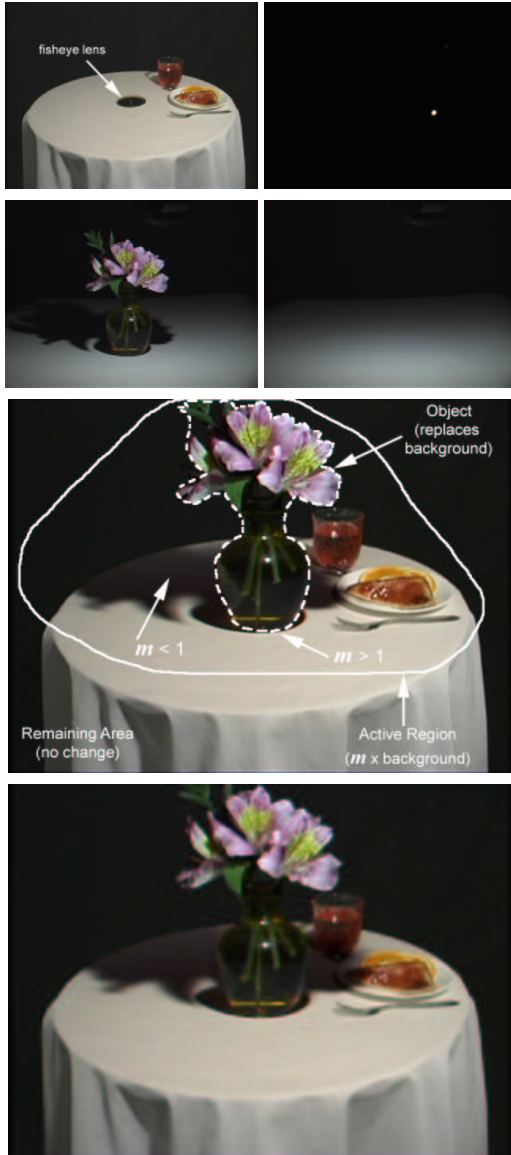 fisheye lens
Object
(replaces
background)
m < 1
m > 1
Remaining Area
(no change)
Active Region
(m x background)